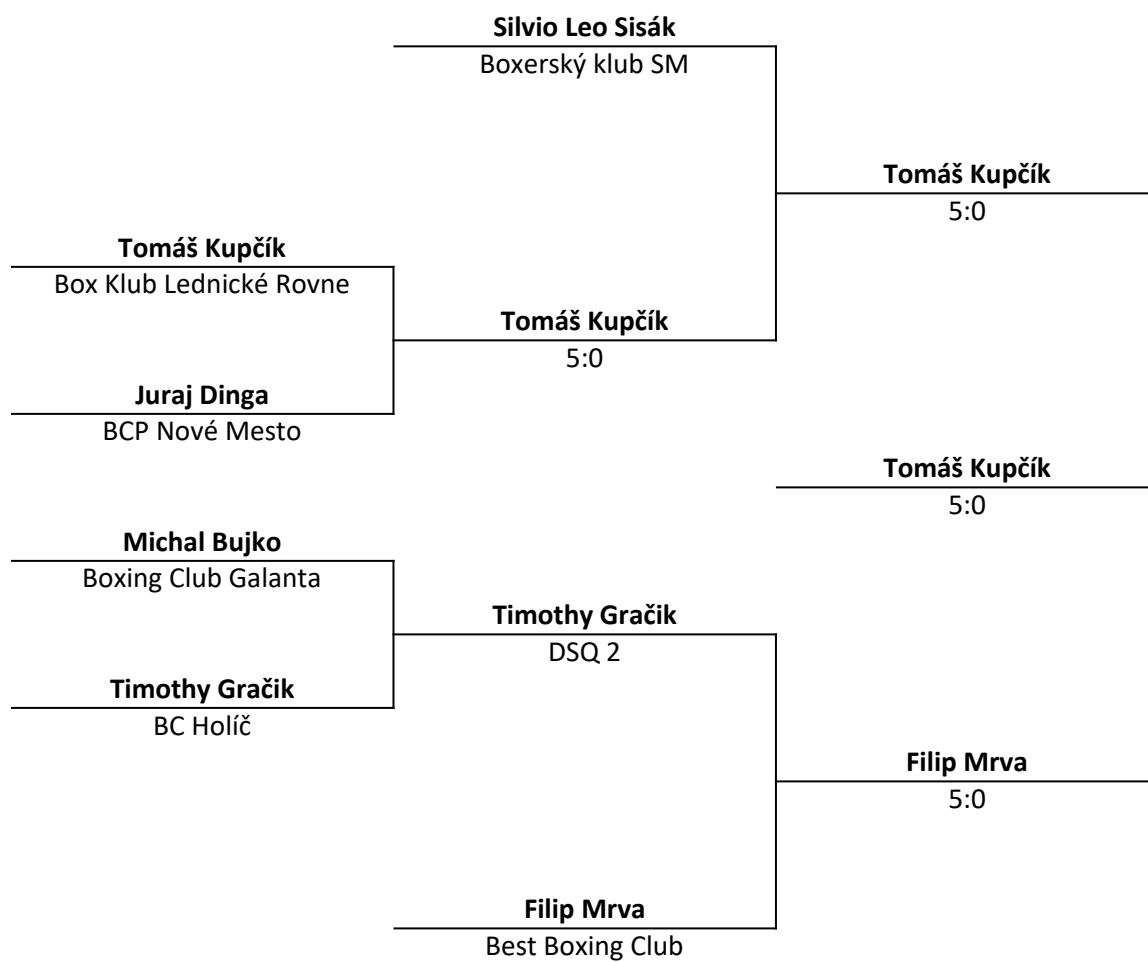 Silvio Leo Sisák
Boxerský klub SM
Tomáš Kupčík
5:0
Tomáš Kupčík
Box Klub Lednické Rovne
Tomáš Kupčík
5:0
Juraj Dinga
BCP Nové Mesto
Tomáš Kupčík
5:0
Michal Bujko
Boxing Club Galanta
Timothy Gračik
DSQ 2
Timothy Gračik
BC Holíč
Filip Mrva
5:0
Filip Mrva
Best Boxing Club